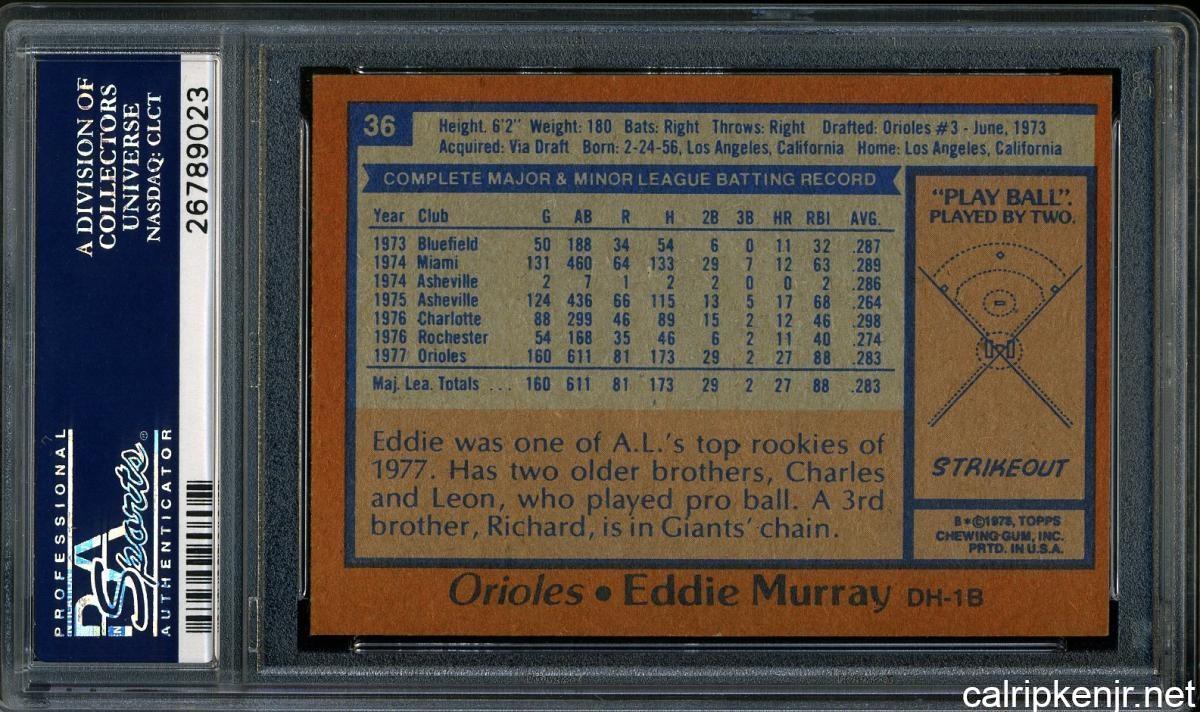 A DIVISION OF
COLLECTORS
UNIVERSE
NASDAQ: CLCT
26789023
PROFESSIONAL
PSA
Sports®
AUTHENTICATOR
36
Height. 6'2" Weight: 180 Bats: Right Throws: Right Drafted: Orioles #3 - June, 1973
Acquired: Via Draft Born: 2-24-56, Los Angeles, California Home: Los Angeles, California
COMPLETE MAJOR & MINOR LEAGUE BATTING RECORD
Year Club G AB R H 2B 3B HR RBI AVG.
1973 Bluefield 50 188 34 54 6 0 11 32 .287
1974 Miami 131 460 64 133 29 7 12 63 .289
1974 Asheville 2 7 1 2 2 0 0 2 .286
1975 Asheville 124 436 66 115 13 5 17 68 .264
1976 Charlotte 88 299 46 89 15 2 12 46 .298
1976 Rochester 54 168 35 46 6 2 11 40 .274
1977 Orioles 160 611 81 173 29 2 27 88 .283
Maj. Lea. Totals ... 160 611 81 173 29 2 27 88 .283
Eddie was one of A.L.'s top rookies of
1977. Has two older brothers, Charles
and Leon, who played pro ball. A 3rd
brother, Richard, is in Giants' chain.
"PLAY BALL".
PLAYED BY TWO.
STRIKEOUT
B*©1978, TOPPS
CHEWING GUM, INC.
PRTD. IN U.S.A.
Orioles • Eddie Murray DH-1B
calripkenjr.net